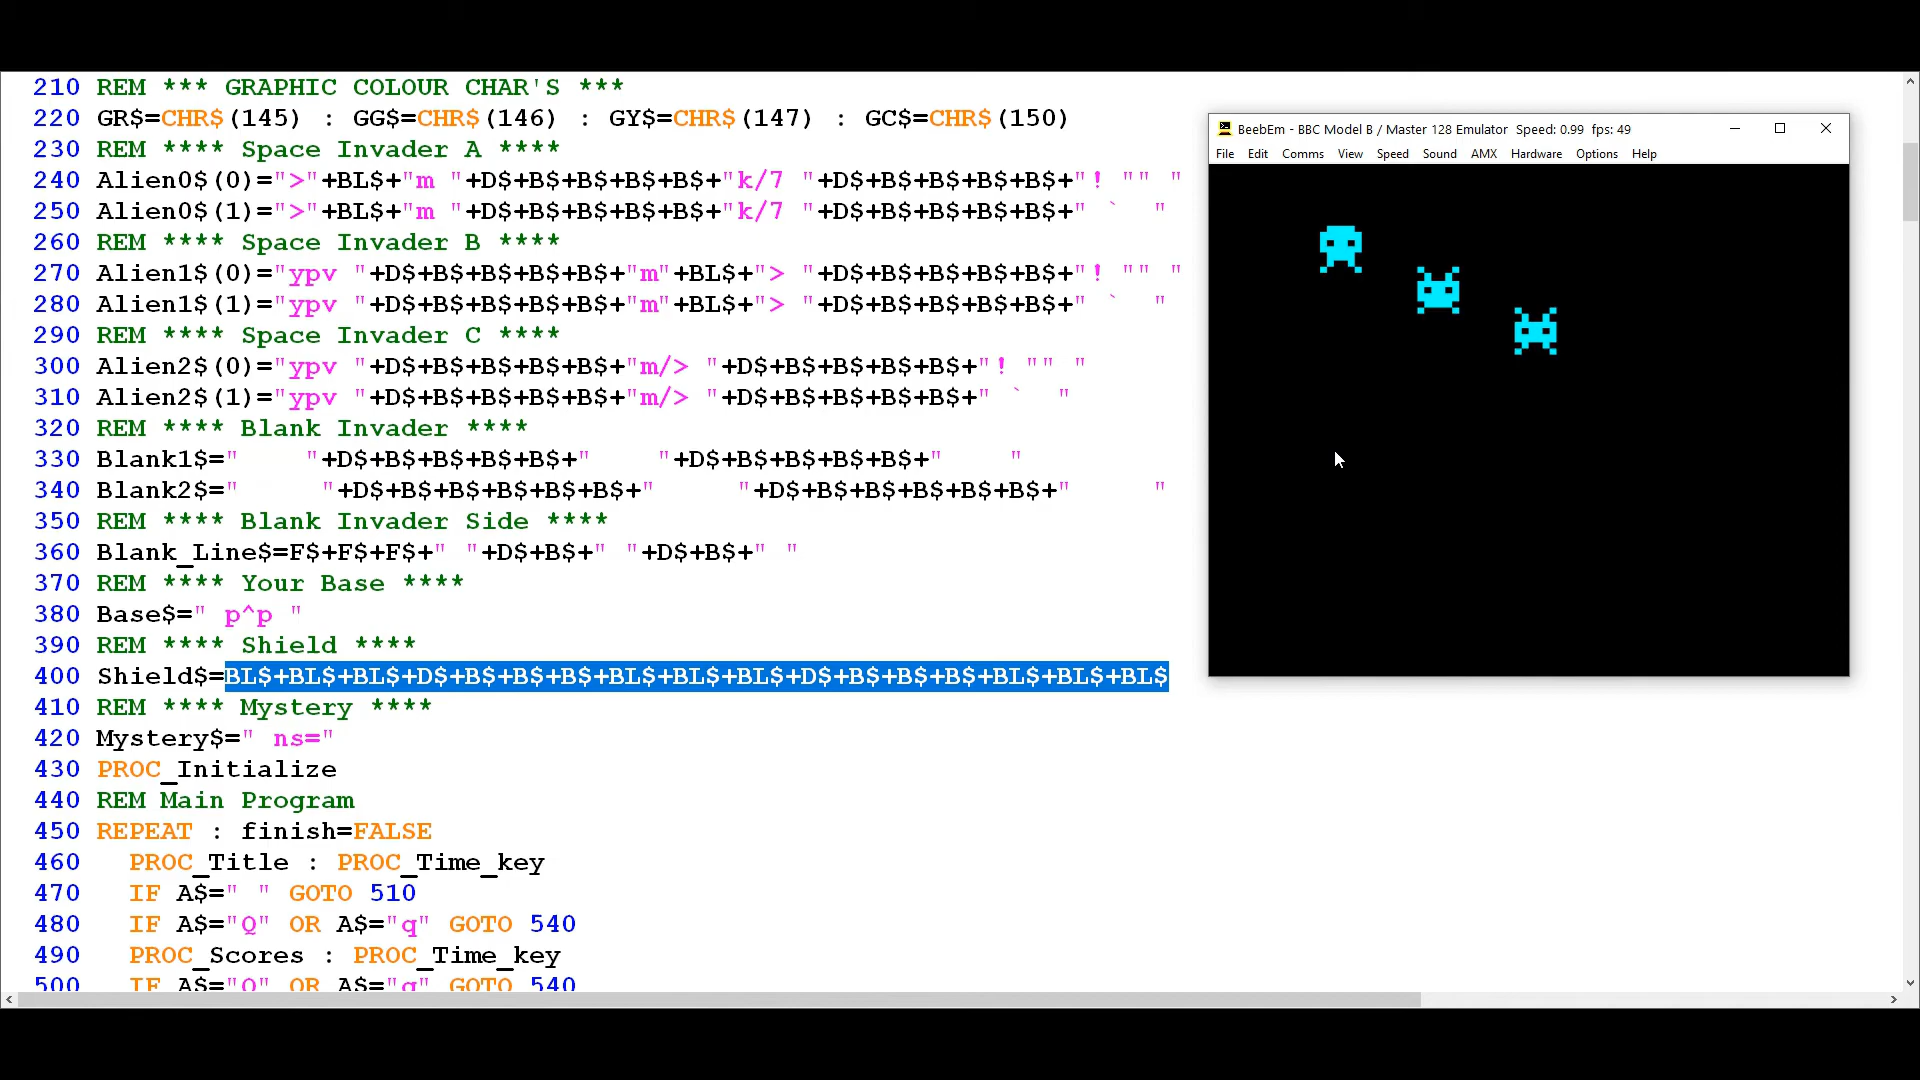 210 REM *** GRAPHIC COLOUR CHAR'S ***
220 GR$=CHR$(145) : GG$=CHR$(146) : GY$=CHR$(147) : GC$=CHR$(150)
230 REM **** Space Invader A ****
240 Alien0$(0)=">"+BL$+"m "+D$+B$+B$+B$+B$+"k/7 "+D$+B$+B$+B$+B$+"! "" "
250 Alien0$(1)=">"+BL$+"m "+D$+B$+B$+B$+B$+"k/7 "+D$+B$+B$+B$+B$+" `  "
260 REM **** Space Invader B ****
270 Alien1$(0)="ypv "+D$+B$+B$+B$+B$+"m"+BL$+"> "+D$+B$+B$+B$+B$+"! "" "
280 Alien1$(1)="ypv "+D$+B$+B$+B$+B$+"m"+BL$+"> "+D$+B$+B$+B$+B$+" `  "
290 REM **** Space Invader C ****
300 Alien2$(0)="ypv "+D$+B$+B$+B$+B$+"m/> "+D$+B$+B$+B$+B$+"! "" "
310 Alien2$(1)="ypv "+D$+B$+B$+B$+B$+"m/> "+D$+B$+B$+B$+B$+" `  "
320 REM **** Blank Invader ****
330 Blank1$="    "+D$+B$+B$+B$+B$+"    "+D$+B$+B$+B$+B$+"    "
340 Blank2$="     "+D$+B$+B$+B$+B$+B$+"     "+D$+B$+B$+B$+B$+B$+"     "
350 REM **** Blank Invader Side ****
360 Blank_Line$=F$+F$+F$+" "+D$+B$+" "+D$+B$+" "
370 REM **** Your Base ****
380 Base$=" p^p "
390 REM **** Shield ****
400 Shield$=BL$+BL$+BL$+D$+B$+B$+B$+BL$+BL$+BL$+D$+B$+B$+B$+BL$+BL$+BL$
410 REM **** Mystery ****
420 Mystery$=" ns="
430 PROC_Initialize
440 REM Main Program
450 REPEAT : finish=FALSE
460   PROC_Title : PROC_Time_key
470   IF A$=" " GOTO 510
480   IF A$="Q" OR A$="q" GOTO 540
490   PROC_Scores : PROC_Time_key
500   IF A$="Q" OR A$="q" GOTO 540
BeebEm - BBC Model B / Master 128 Emulator Speed: 0.99 fps: 49
File Edit Comms View Speed Sound AMX Hardware Options Help